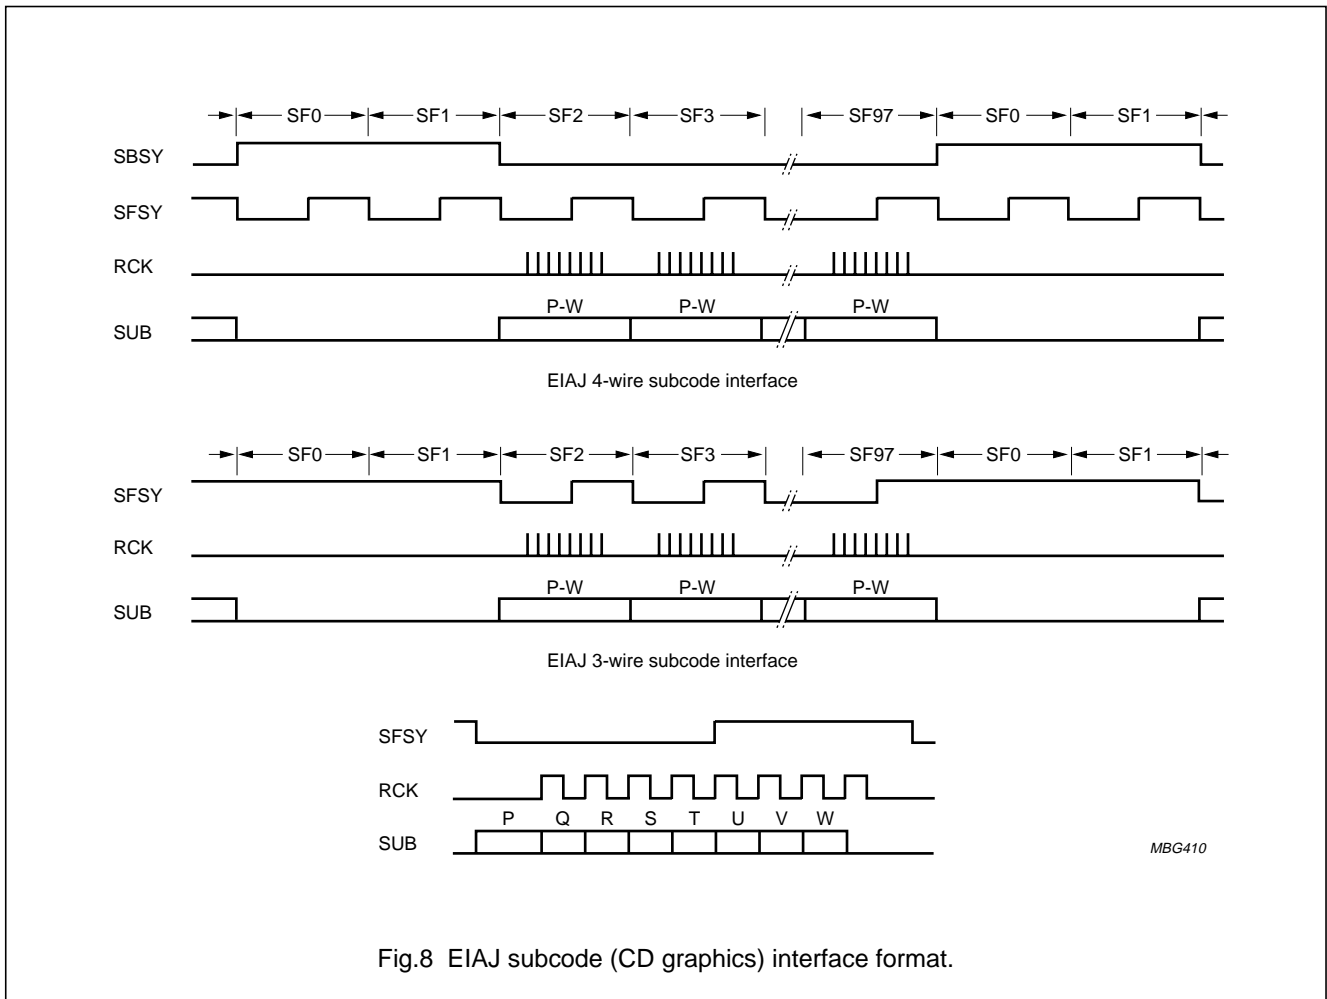 SF0 SF1 SF2 SF3 SF97 SF0 SF1
SBSY
SFSY
RCK
P-W P-W P-W
SUB
EIAJ 4-wire subcode interface
SF0 SF1 SF2 SF3 SF97 SF0 SF1
SFSY
RCK
P-W P-W P-W
SUB
EIAJ 3-wire subcode interface
SFSY
RCK
P Q R S T U V W
SUB
MBG410
Fig.8 EIAJ subcode (CD graphics) interface format.